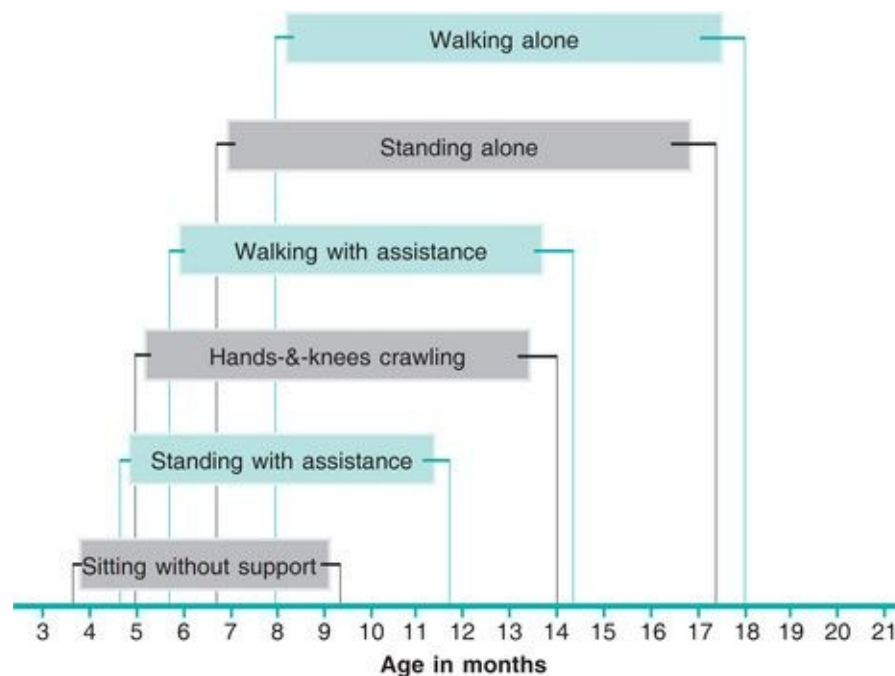 Walking alone
Standing alone
Walking with assistance
Hands-&-knees crawling
Standing with assistance
Sitting without support
3 4 5 6 7 8 9 10 11 12 13 14 15 16 17 18 19 20 21
Age in months